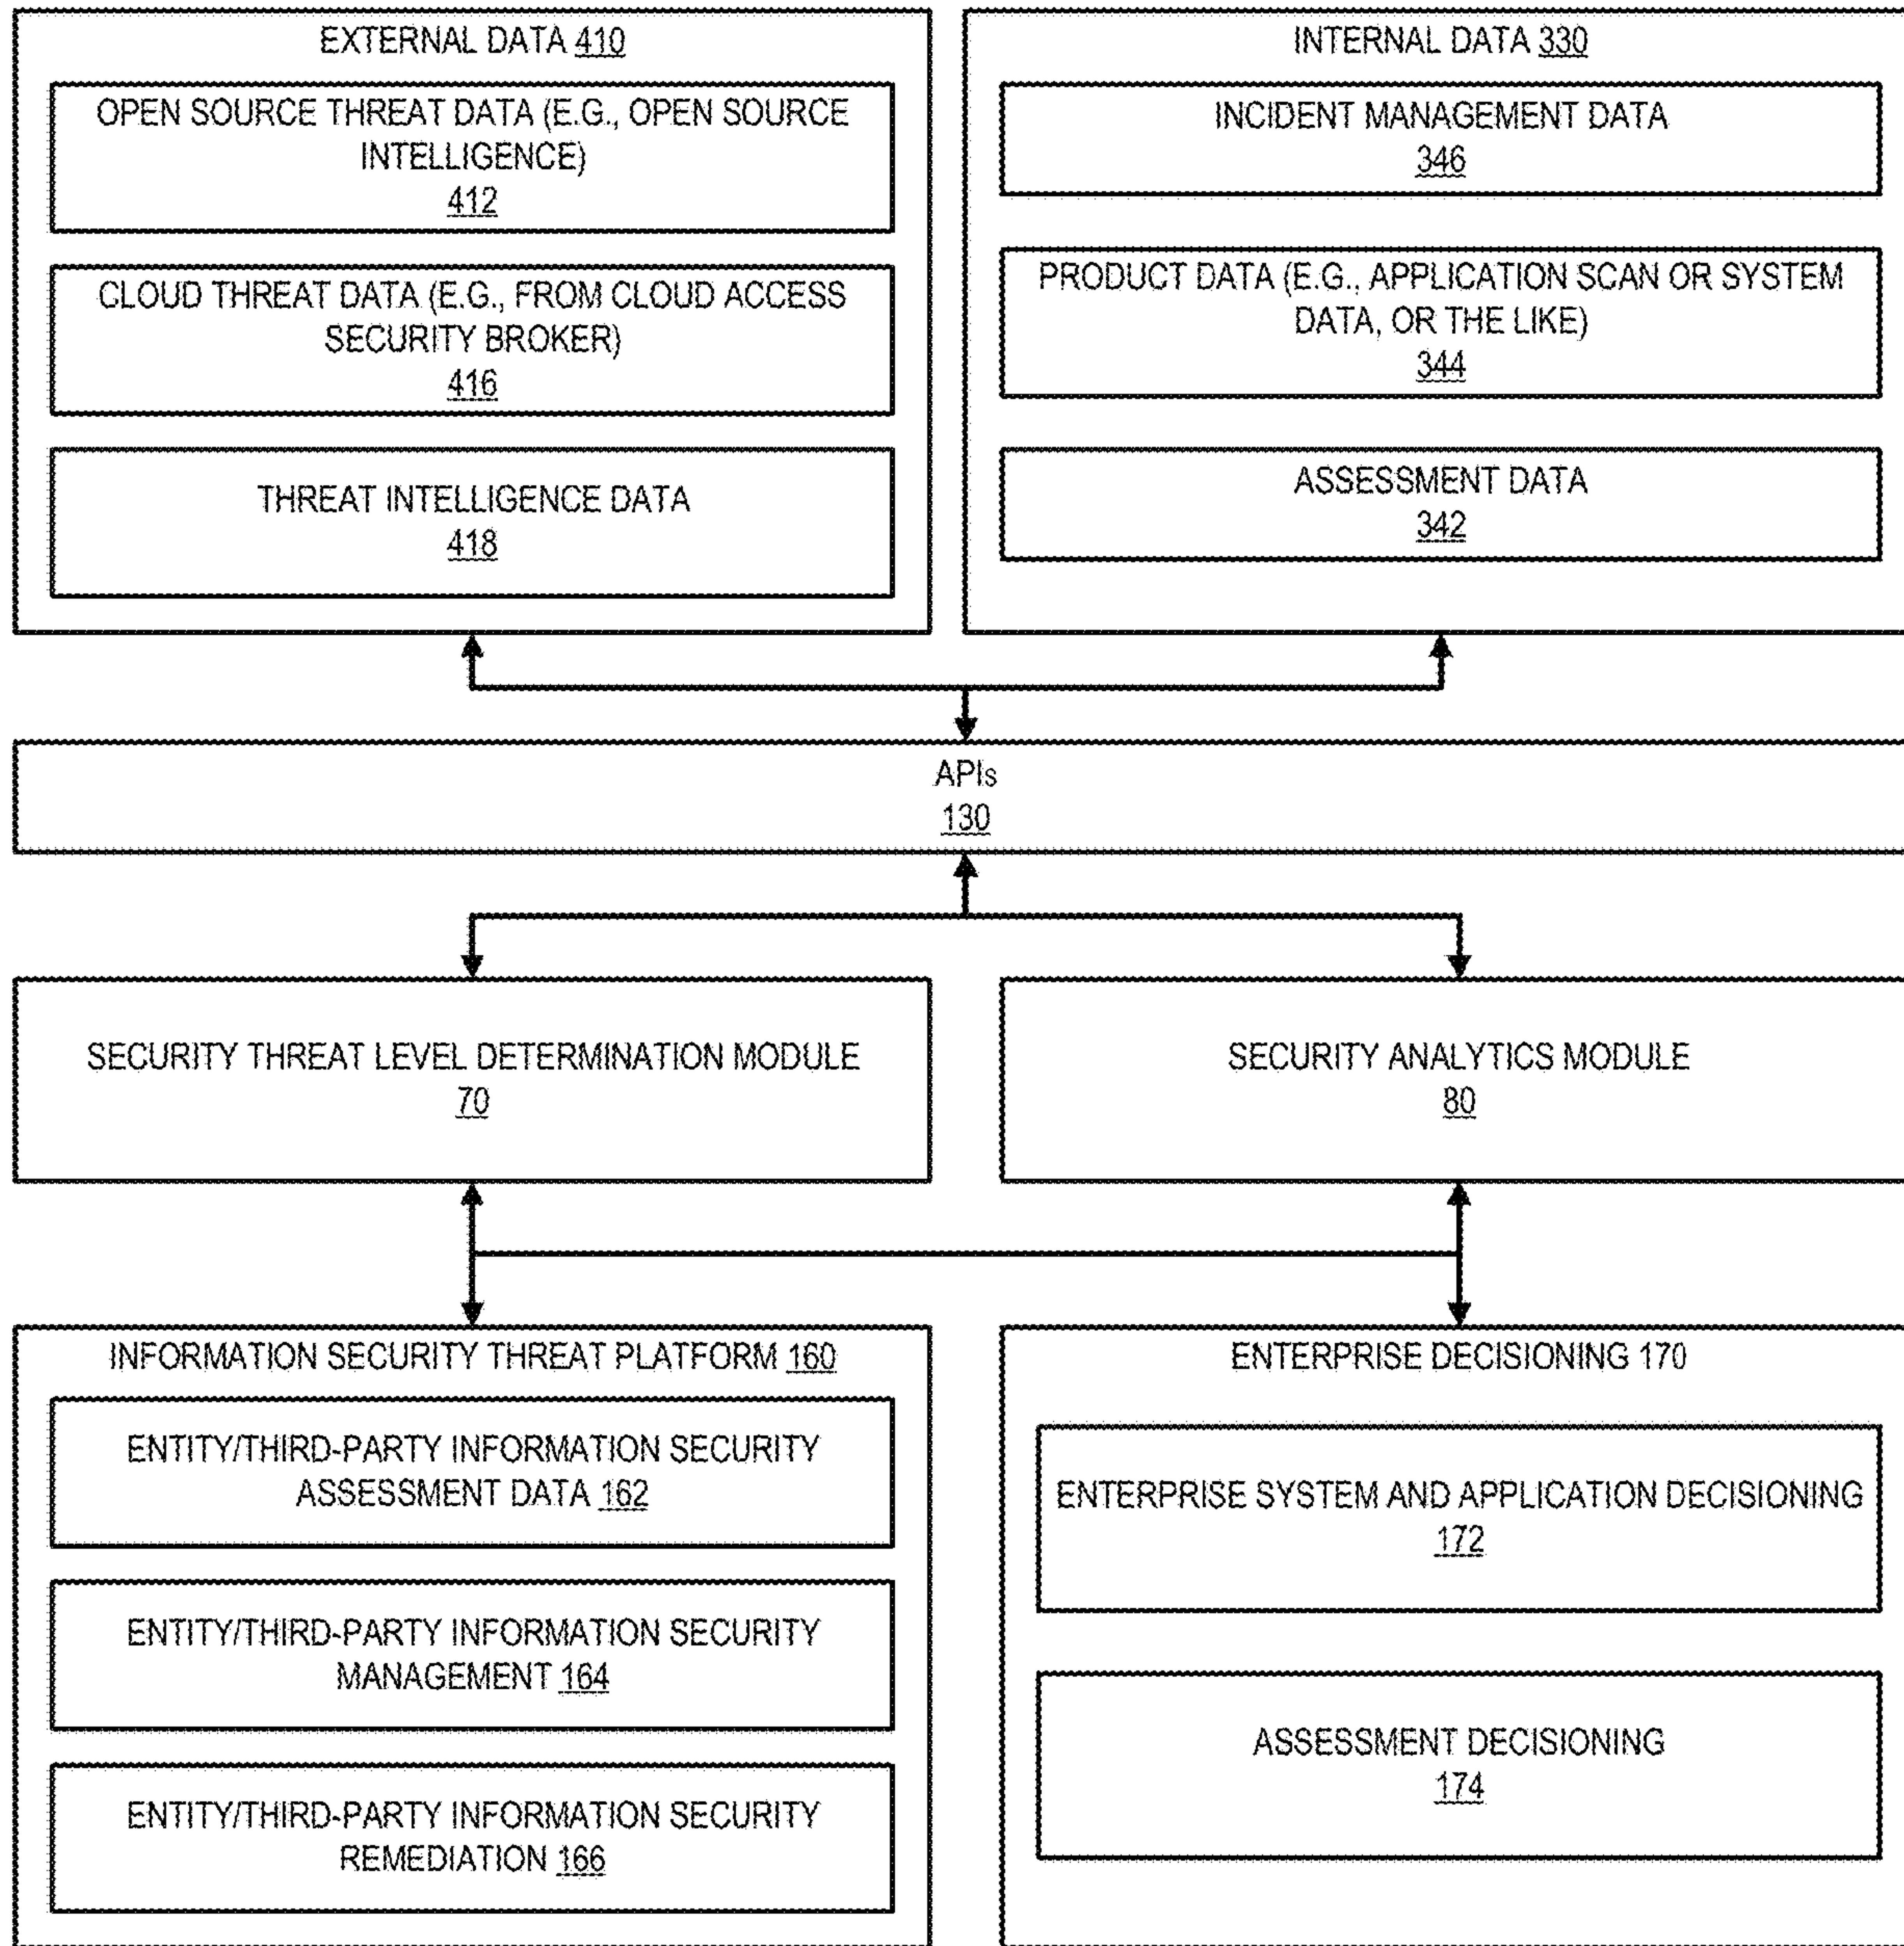 EXTERNAL DATA 410
OPEN SOURCE THREAT DATA (E.G., OPEN SOURCE
INTELLIGENCE)
412
CLOUD THREAT DATA (E.G., FROM CLOUD ACCESS
SECURITY BROKER)
416
THREAT INTELLIGENCE DATA
418
INTERNAL DATA 330
INCIDENT MANAGEMENT DATA
346
PRODUCT DATA (E.G., APPLICATION SCAN OR SYSTEM
DATA, OR THE LIKE)
344
ASSESSMENT DATA
342
APIs
130
SECURITY THREAT LEVEL DETERMINATION MODULE
70
SECURITY ANALYTICS MODULE
80
INFORMATION SECURITY THREAT PLATFORM 160
ENTITY/THIRD-PARTY INFORMATION SECURITY
ASSESSMENT DATA 162
ENTITY/THIRD-PARTY INFORMATION SECURITY
MANAGEMENT 164
ENTITY/THIRD-PARTY INFORMATION SECURITY
REMEDIATION 166
ENTERPRISE DECISIONING 170
ENTERPRISE SYSTEM AND APPLICATION DECISIONING
172
ASSESSMENT DECISIONING
174